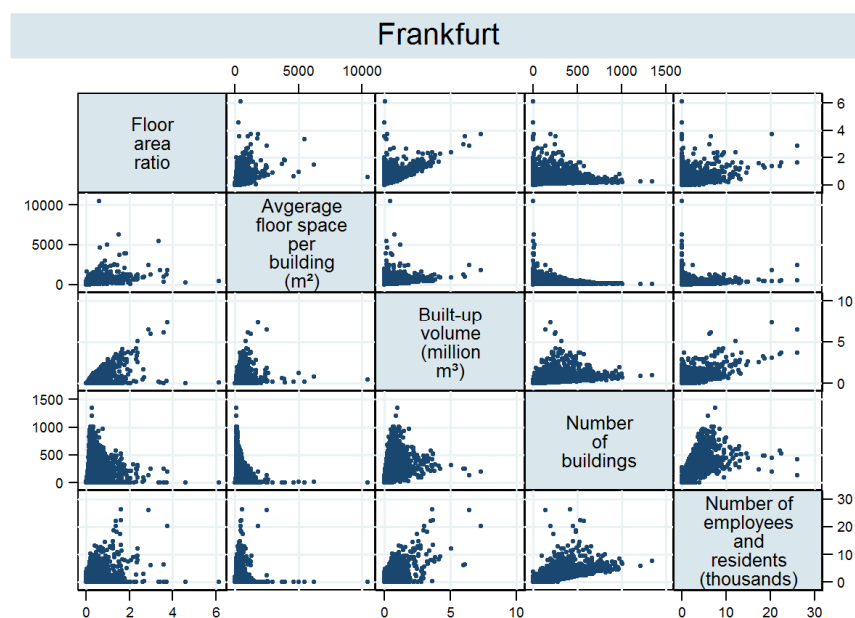 Frankfurt
0 5000 10000 0 500 1000 1500
Floor
area
ratio
0 2 4 6
0 5000 10000
Avgerage
floor space
per
building
(m²)
Built-up
volume
(million
m³)
0 5 10
0 500 1000 1500
Number
of
buildings
Number of
employees
and
residents
(thousands)
0 10 20 30
0 2 4 6 0 5 10 0 10 20 30